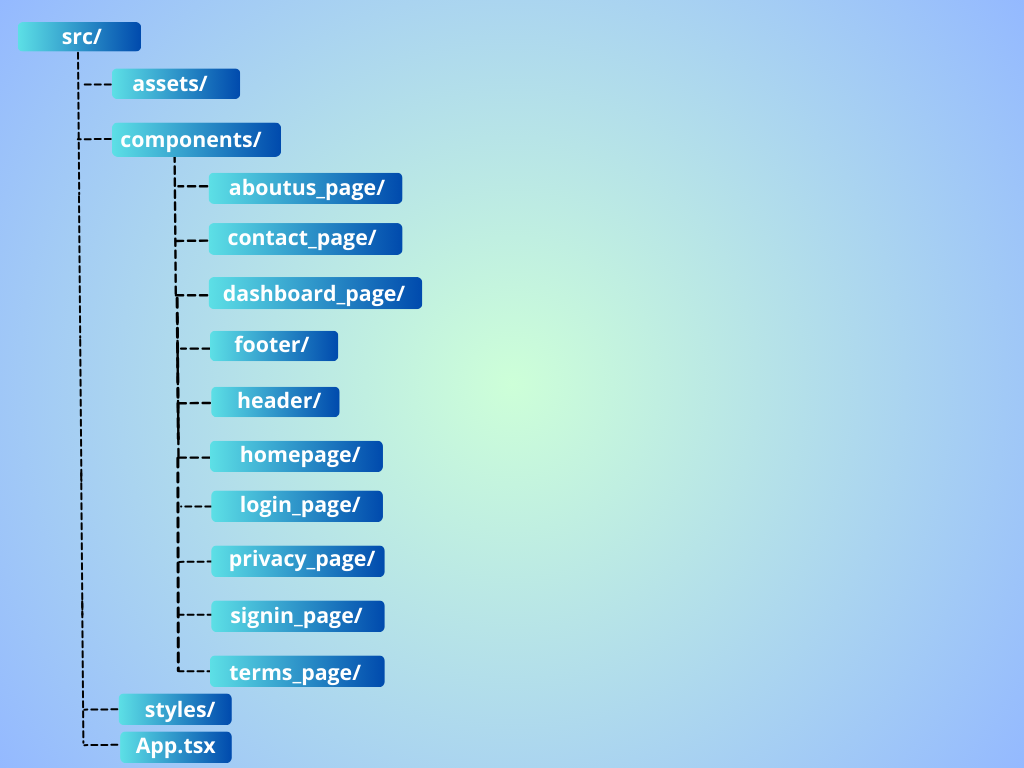 src/
assets/
components/
aboutus_page/
contact_page/
dashboard_page/
footer/
header/
homepage/
login_page/
privacy_page/
signin_page/
terms_page/
styles/
App.tsx